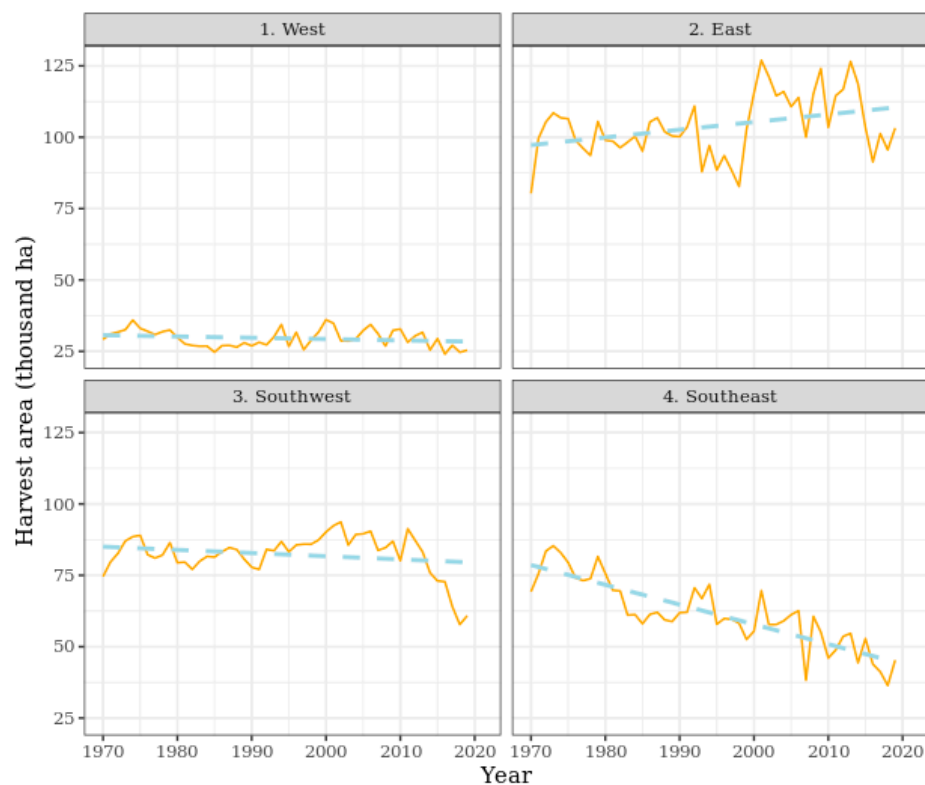 1. West
2. East
125
100
75
50
25
3. Southwest
4. Southeast
125
100
75
50
25
1970 1980 1990 2000 2010 2020
1970 1980 1990 2000 2010 2020
Year
Harvest area (thousand ha)